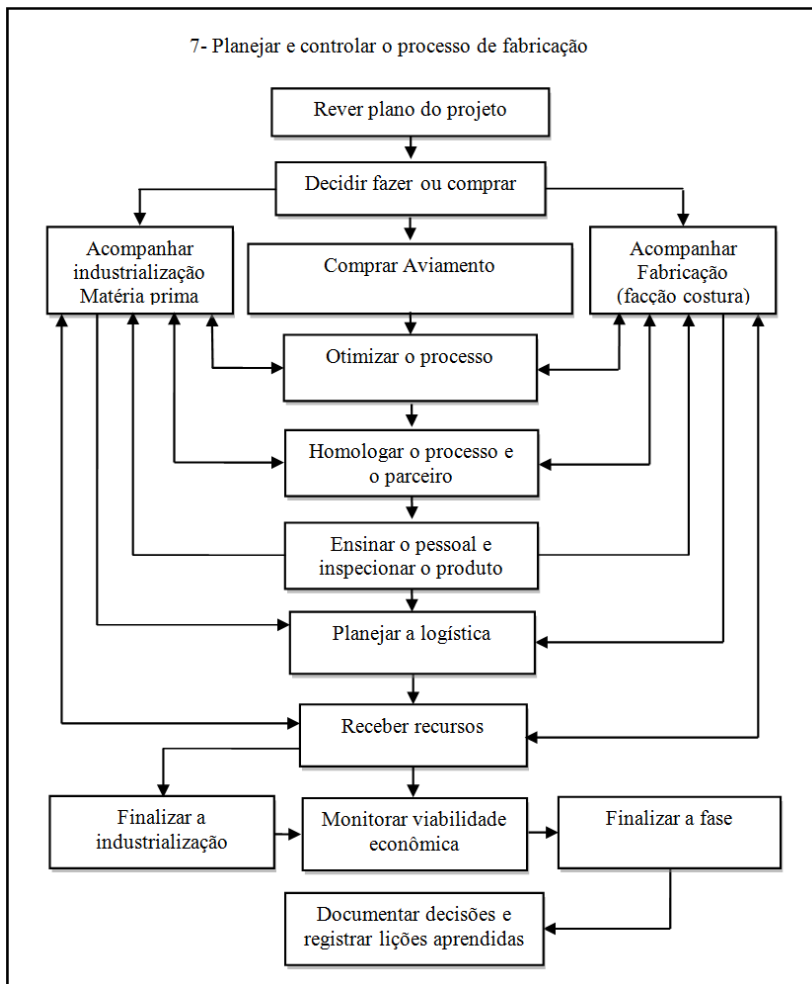 7- Planejar e controlar o processo de fabricação
Rever plano do projeto
Decidir fazer ou comprar
Acompanhar
industrialização
Matéria prima
Comprar Aviamento
Acompanhar
Fabricação
(facção costura)
Otimizar o processo
Homologar o processo e
o parceiro
Ensinar o pessoal e
inspecionar o produto
Planejar a logística
Receber recursos
Finalizar a
industrialização
Monitorar viabilidade
econômica
Finalizar a fase
Documentar decisões e
registrar lições aprendidas